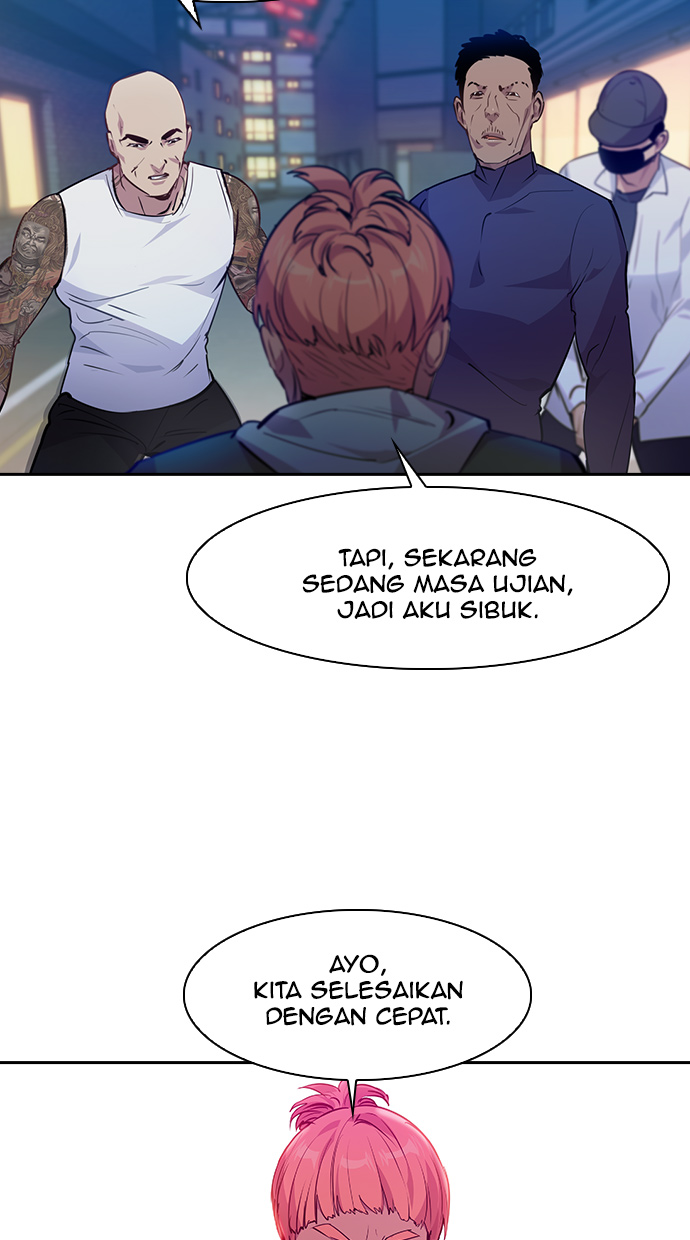 TAPI, SEKARANG
SEDANG MASA UJIAN,
JADI AKU SIBUK.
AYO,
KITA SELESAIKAN
DENGAN CEPAT.